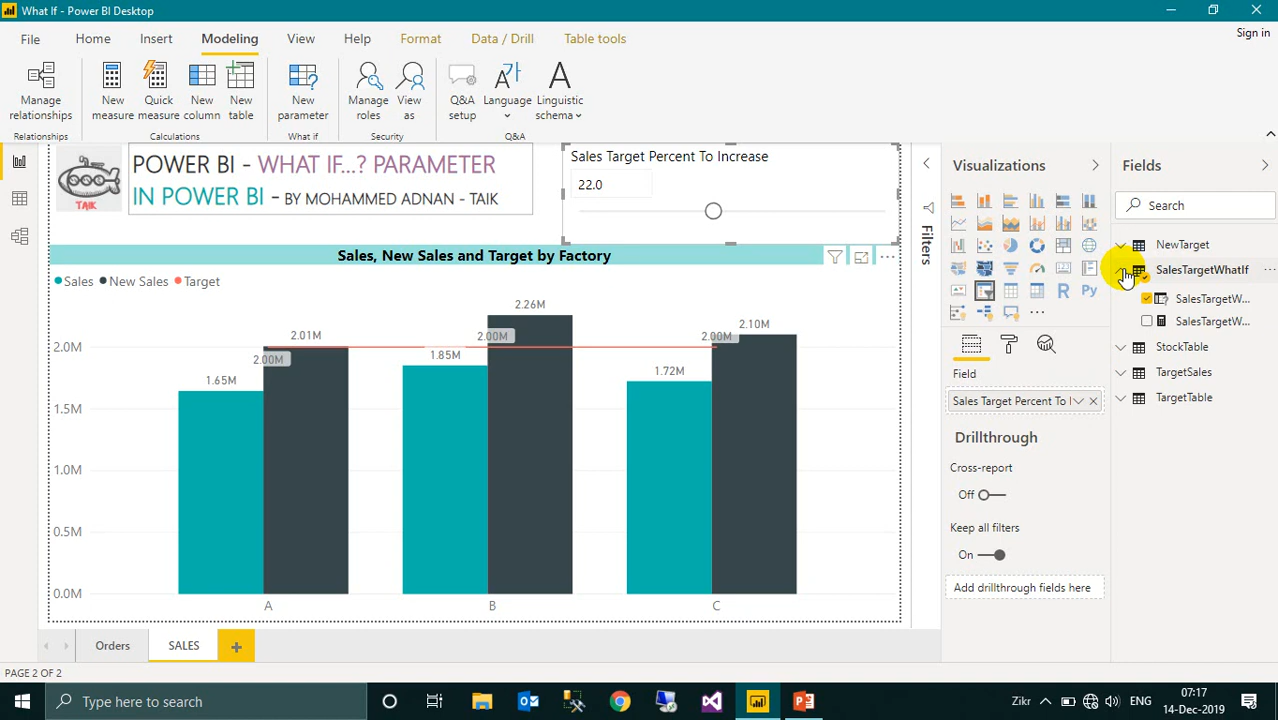 What If - Power BI Desktop
File
Home
Insert
Modeling
View
Help
Format
Data / Drill
Table tools
Sign in
Manage relationships
New measure
Quick measure
New column
New table
New parameter
Manage roles
View as
Q&A setup
Language
Linguistic schema
Relationships
Calculations
What if
Security
Q&A
TAIK
POWER BI - WHAT IF...? PARAMETER
IN POWER BI - BY MOHAMMED ADNAN - TAIK
Sales Target Percent To Increase
22.0
Sales, New Sales and Target by Factory
Sales New Sales Target
2.26M
2.01M
2.00M
2.00M
2.10M
2.0M
2.00M
1.85M
1.65M
1.72M
1.5M
1.0M
0.5M
0.0M
A
B
C
Filters
Visualizations
R
Py
Field
Sales Target Percent To I
Drillthrough
Cross-report
Off
Keep all filters
On
Add drillthrough fields here
Fields
Search
NewTarget
SalesTargetWhatIf
SalesTargetW...
SalesTargetW...
StockTable
TargetSales
TargetTable
Orders
SALES
PAGE 2 OF 2
Type here to search
Zikr
ENG
07:17
14-Dec-2019